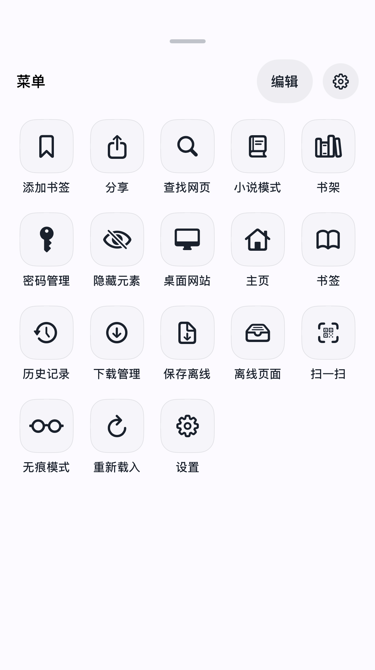 菜单
编辑
添加书签 分享 查找网页 小说模式 书架
密码管理 隐藏元素 桌面网站 主页 书签
历史记录 下载管理 保存离线 离线页面 扫一扫
无痕模式 重新载入 设置